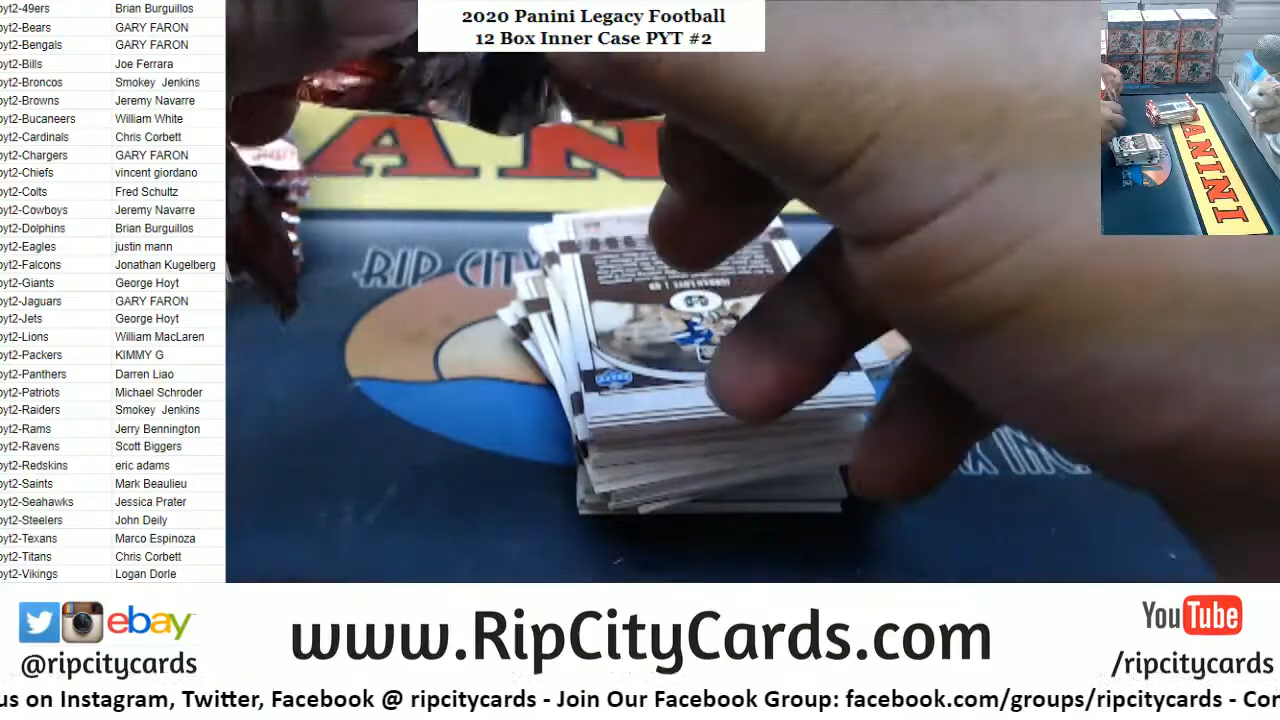 2020 Panini Legacy Football
12 Box Inner Case PYT #2
pyt2-49ers Brian Burguillos
pyt2-Bears GARY FARON
pyt2-Bengals GARY FARON
pyt2-Bills Joe Ferrara
pyt2-Broncos Smokey Jenkins
pyt2-Browns Jeremy Navarre
pyt2-Bucaneers William White
pyt2-Cardinals Chris Corbett
pyt2-Chargers GARY FARON
pyt2-Chiefs vincent giordano
pyt2-Colts Fred Schultz
pyt2-Cowboys Jeremy Navarre
pyt2-Dolphins Brian Burguillos
pyt2-Eagles justin mann
pyt2-Falcons Jonathan Kugelberg
pyt2-Giants George Hoyt
pyt2-Jaguars GARY FARON
pyt2-Jets George Hoyt
pyt2-Lions William MacLaren
pyt2-Packers KIMMY G
pyt2-Panthers Darren Liao
pyt2-Patriots Michael Schroder
pyt2-Raiders Smokey Jenkins
pyt2-Rams Jerry Bennington
pyt2-Ravens Scott Biggers
pyt2-Redskins eric adams
pyt2-Saints Mark Beaulieu
pyt2-Seahawks Jessica Prater
pyt2-Steelers John Deily
pyt2-Texans Marco Espinoza
pyt2-Titans Chris Corbett
pyt2-Vikings Logan Dorle
AN
RIP CITY
JORDAN LOVE | QB
ANINI
ebay
@ripcitycards
www.RipCityCards.com
YouTube
/ripcitycards
us on Instagram, Twitter, Facebook @ ripcitycards - Join Our Facebook Group: facebook.com/groups/ripcitycards - Con